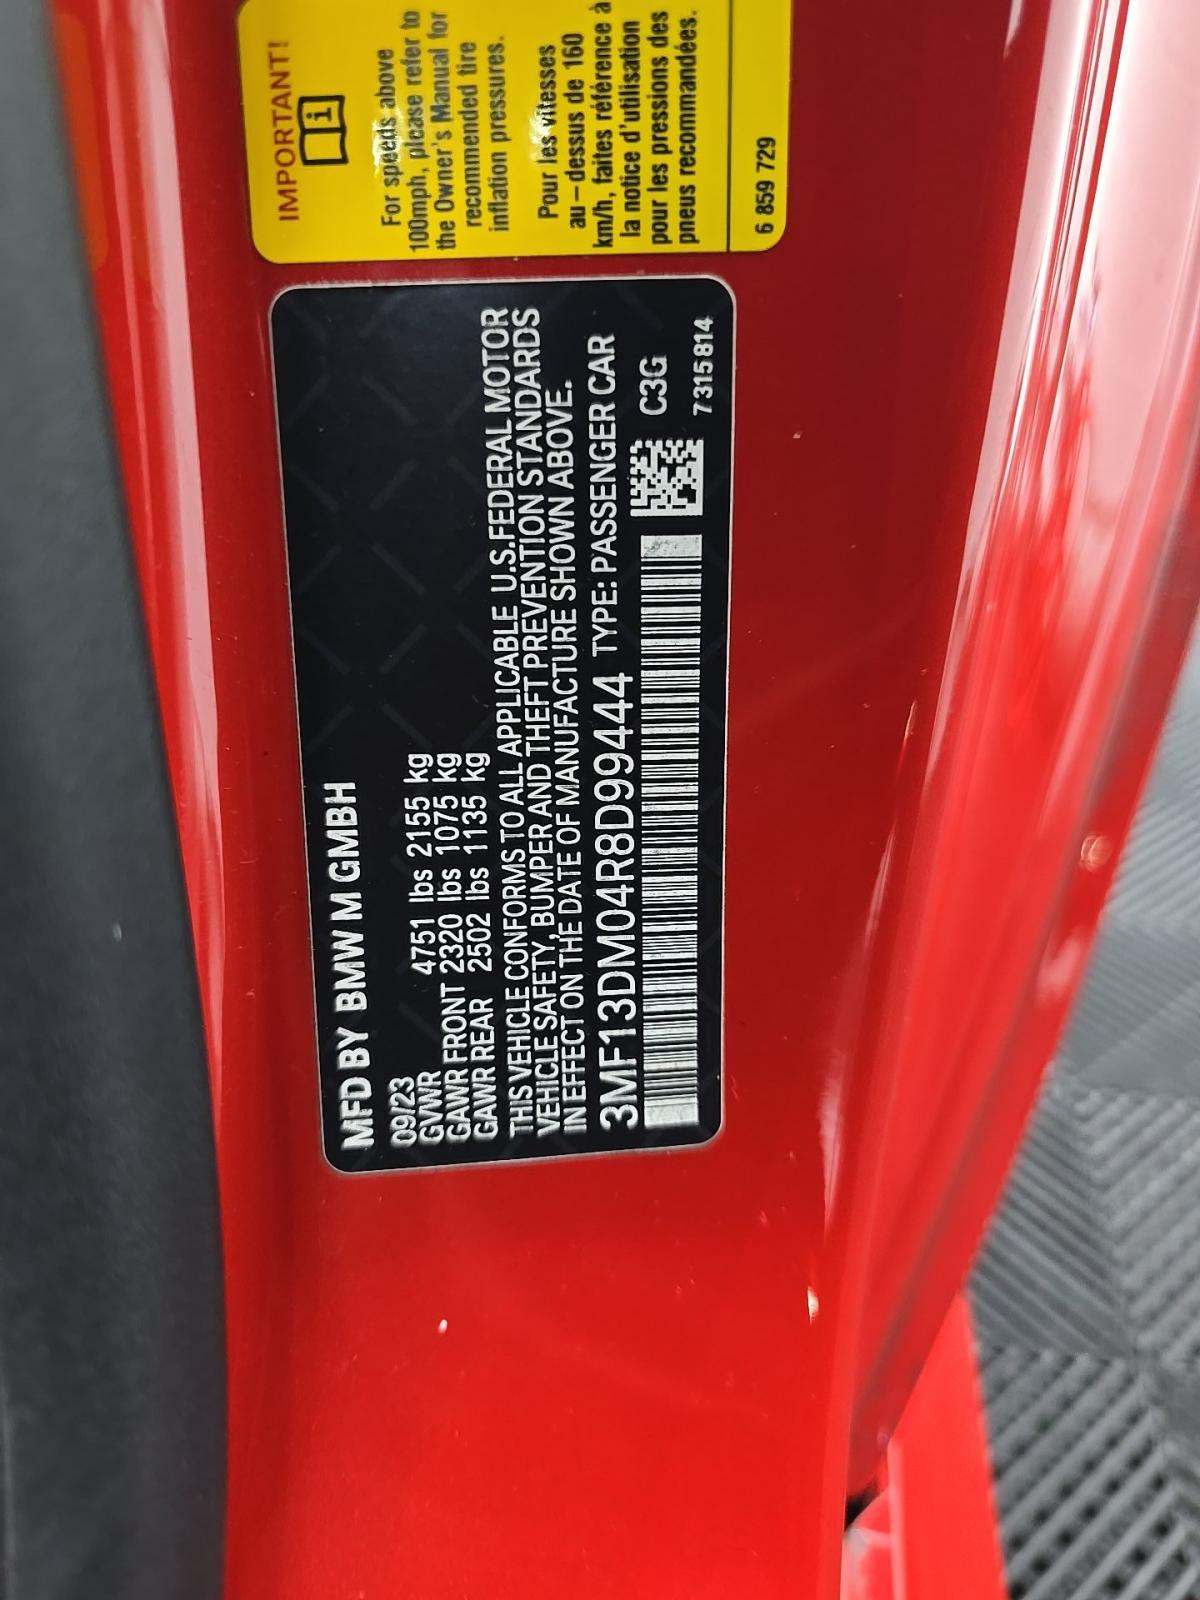 IMPORTANT!
i
For speeds above
100mph, please refer to
the Owner's Manual for
recommended tire
inflation pressures.
Pour les vitesses
au-dessus de 160
km/h, faites référence à
la notice d'utilisation
pour les pressions des
pneus recommandées.
6 859 729
MFD BY BMW M GMBH
09/23
GVWR 4751 lbs 2155 kg
GAWR FRONT 2320 lbs 1075 kg
GAWR REAR 2502 lbs 1135 kg
THIS VEHICLE CONFORMS TO ALL APPLICABLE U.S.FEDERAL MOTOR
VEHICLE SAFETY, BUMPER AND THEFT PREVENTION STANDARDS
IN EFFECT ON THE DATE OF MANUFACTURE SHOWN ABOVE.
3MF13DM04R8D99444 TYPE: PASSENGER CAR
C3G
7315814